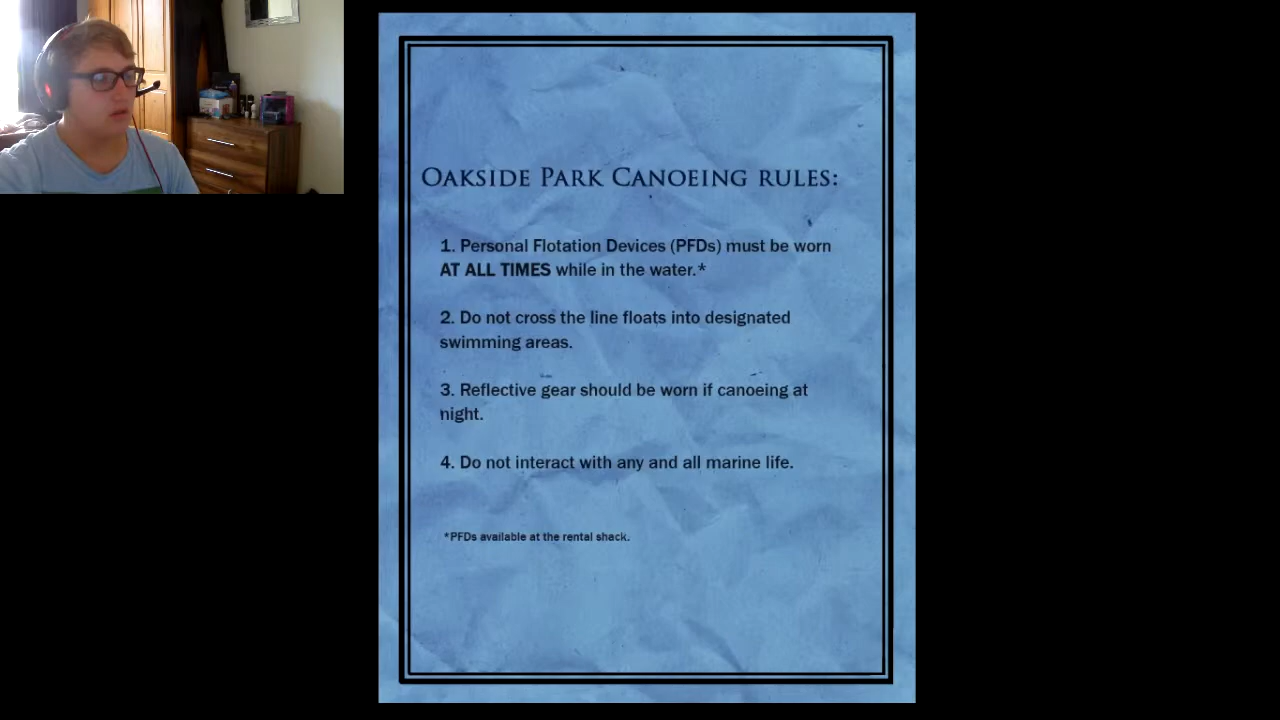 Oakside Park Canoeing rules:
1. Personal Flotation Devices (PFDs) must be worn
AT ALL TIMES while in the water.*
2. Do not cross the line floats into designated
swimming areas.
3. Reflective gear should be worn if canoeing at
night.
4. Do not interact with any and all marine life.
*PFDs available at the rental shack.